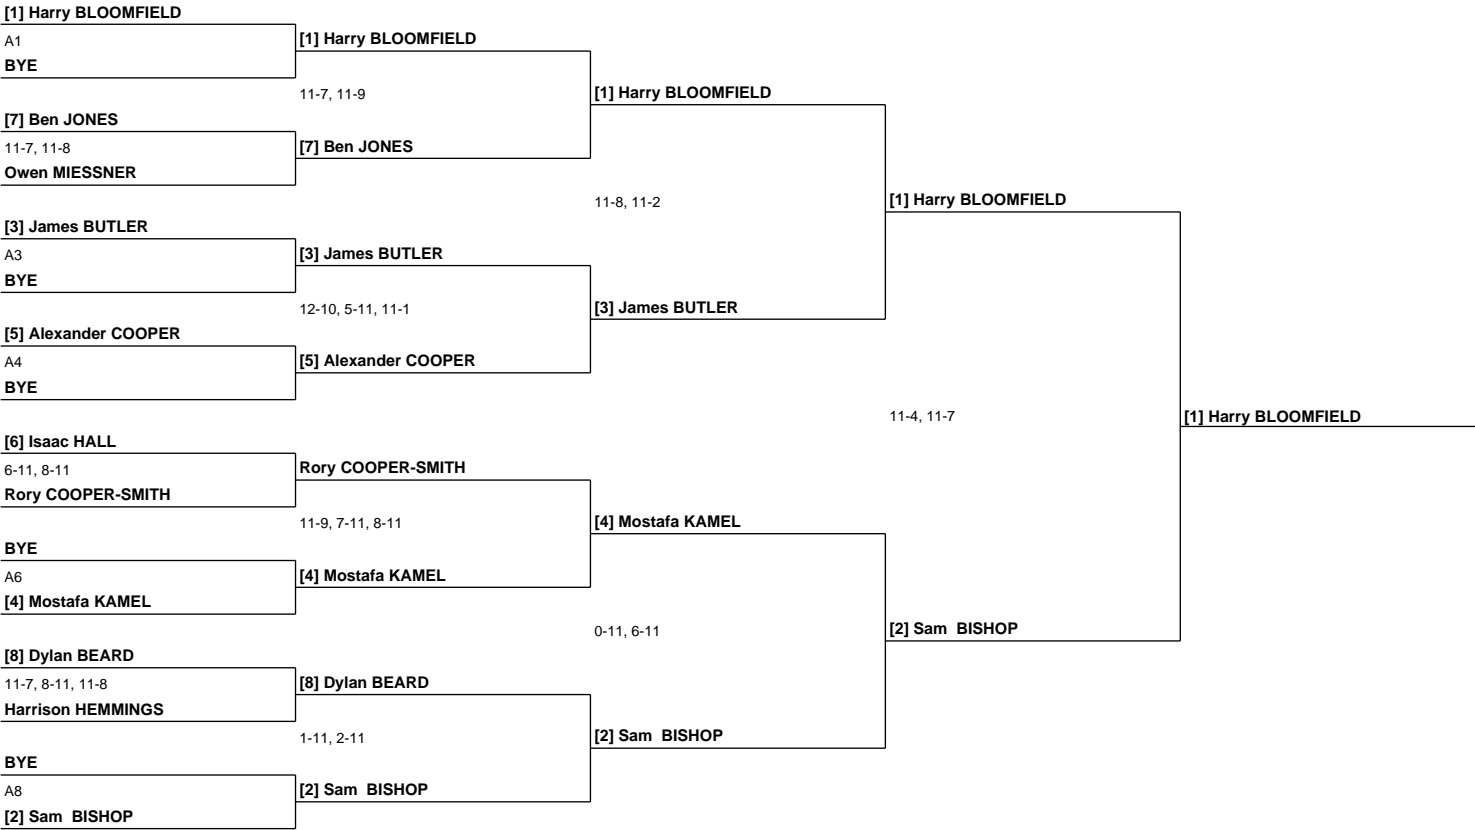 [1] Harry BLOOMFIELD
A1
BYE
[7] Ben JONES
11-7, 11-8
Owen MIESSNER
[3] James BUTLER
A3
BYE
[5] Alexander COOPER
A4
BYE
[6] Isaac HALL
6-11, 8-11
Rory COOPER-SMITH
BYE
A6
[4] Mostafa KAMEL
[8] Dylan BEARD
11-7, 8-11, 11-8
Harrison HEMMINGS
BYE
A8
[2] Sam  BISHOP
[1] Harry BLOOMFIELD
11-7, 11-9
[7] Ben JONES
[3] James BUTLER
12-10, 5-11, 11-1
[5] Alexander COOPER
Rory COOPER-SMITH
11-9, 7-11, 8-11
[4] Mostafa KAMEL
[8] Dylan BEARD
1-11, 2-11
[2] Sam  BISHOP
[1] Harry BLOOMFIELD
11-8, 11-2
[3] James BUTLER
[4] Mostafa KAMEL
0-11, 6-11
[2] Sam  BISHOP
[1] Harry BLOOMFIELD
11-4, 11-7
[2] Sam  BISHOP
[1] Harry BLOOMFIELD